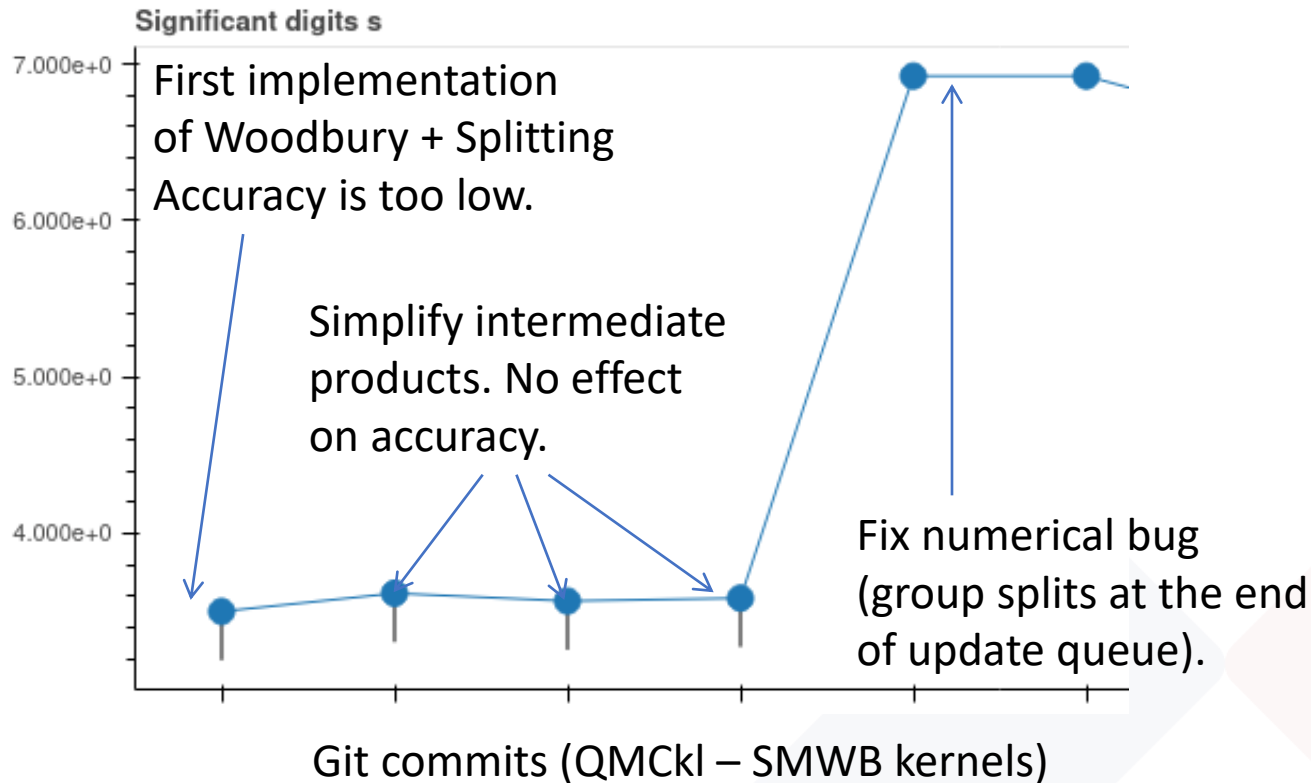 Significant digits s
7.000e+0
6.000e+0
5.000e+0
4.000e+0
First implementation
of Woodbury + Splitting
Accuracy is too low.
Simplify intermediate
products. No effect
on accuracy.
Fix numerical bug
(group splits at the end
of update queue).
Git commits (QMCkl – SMWB kernels)